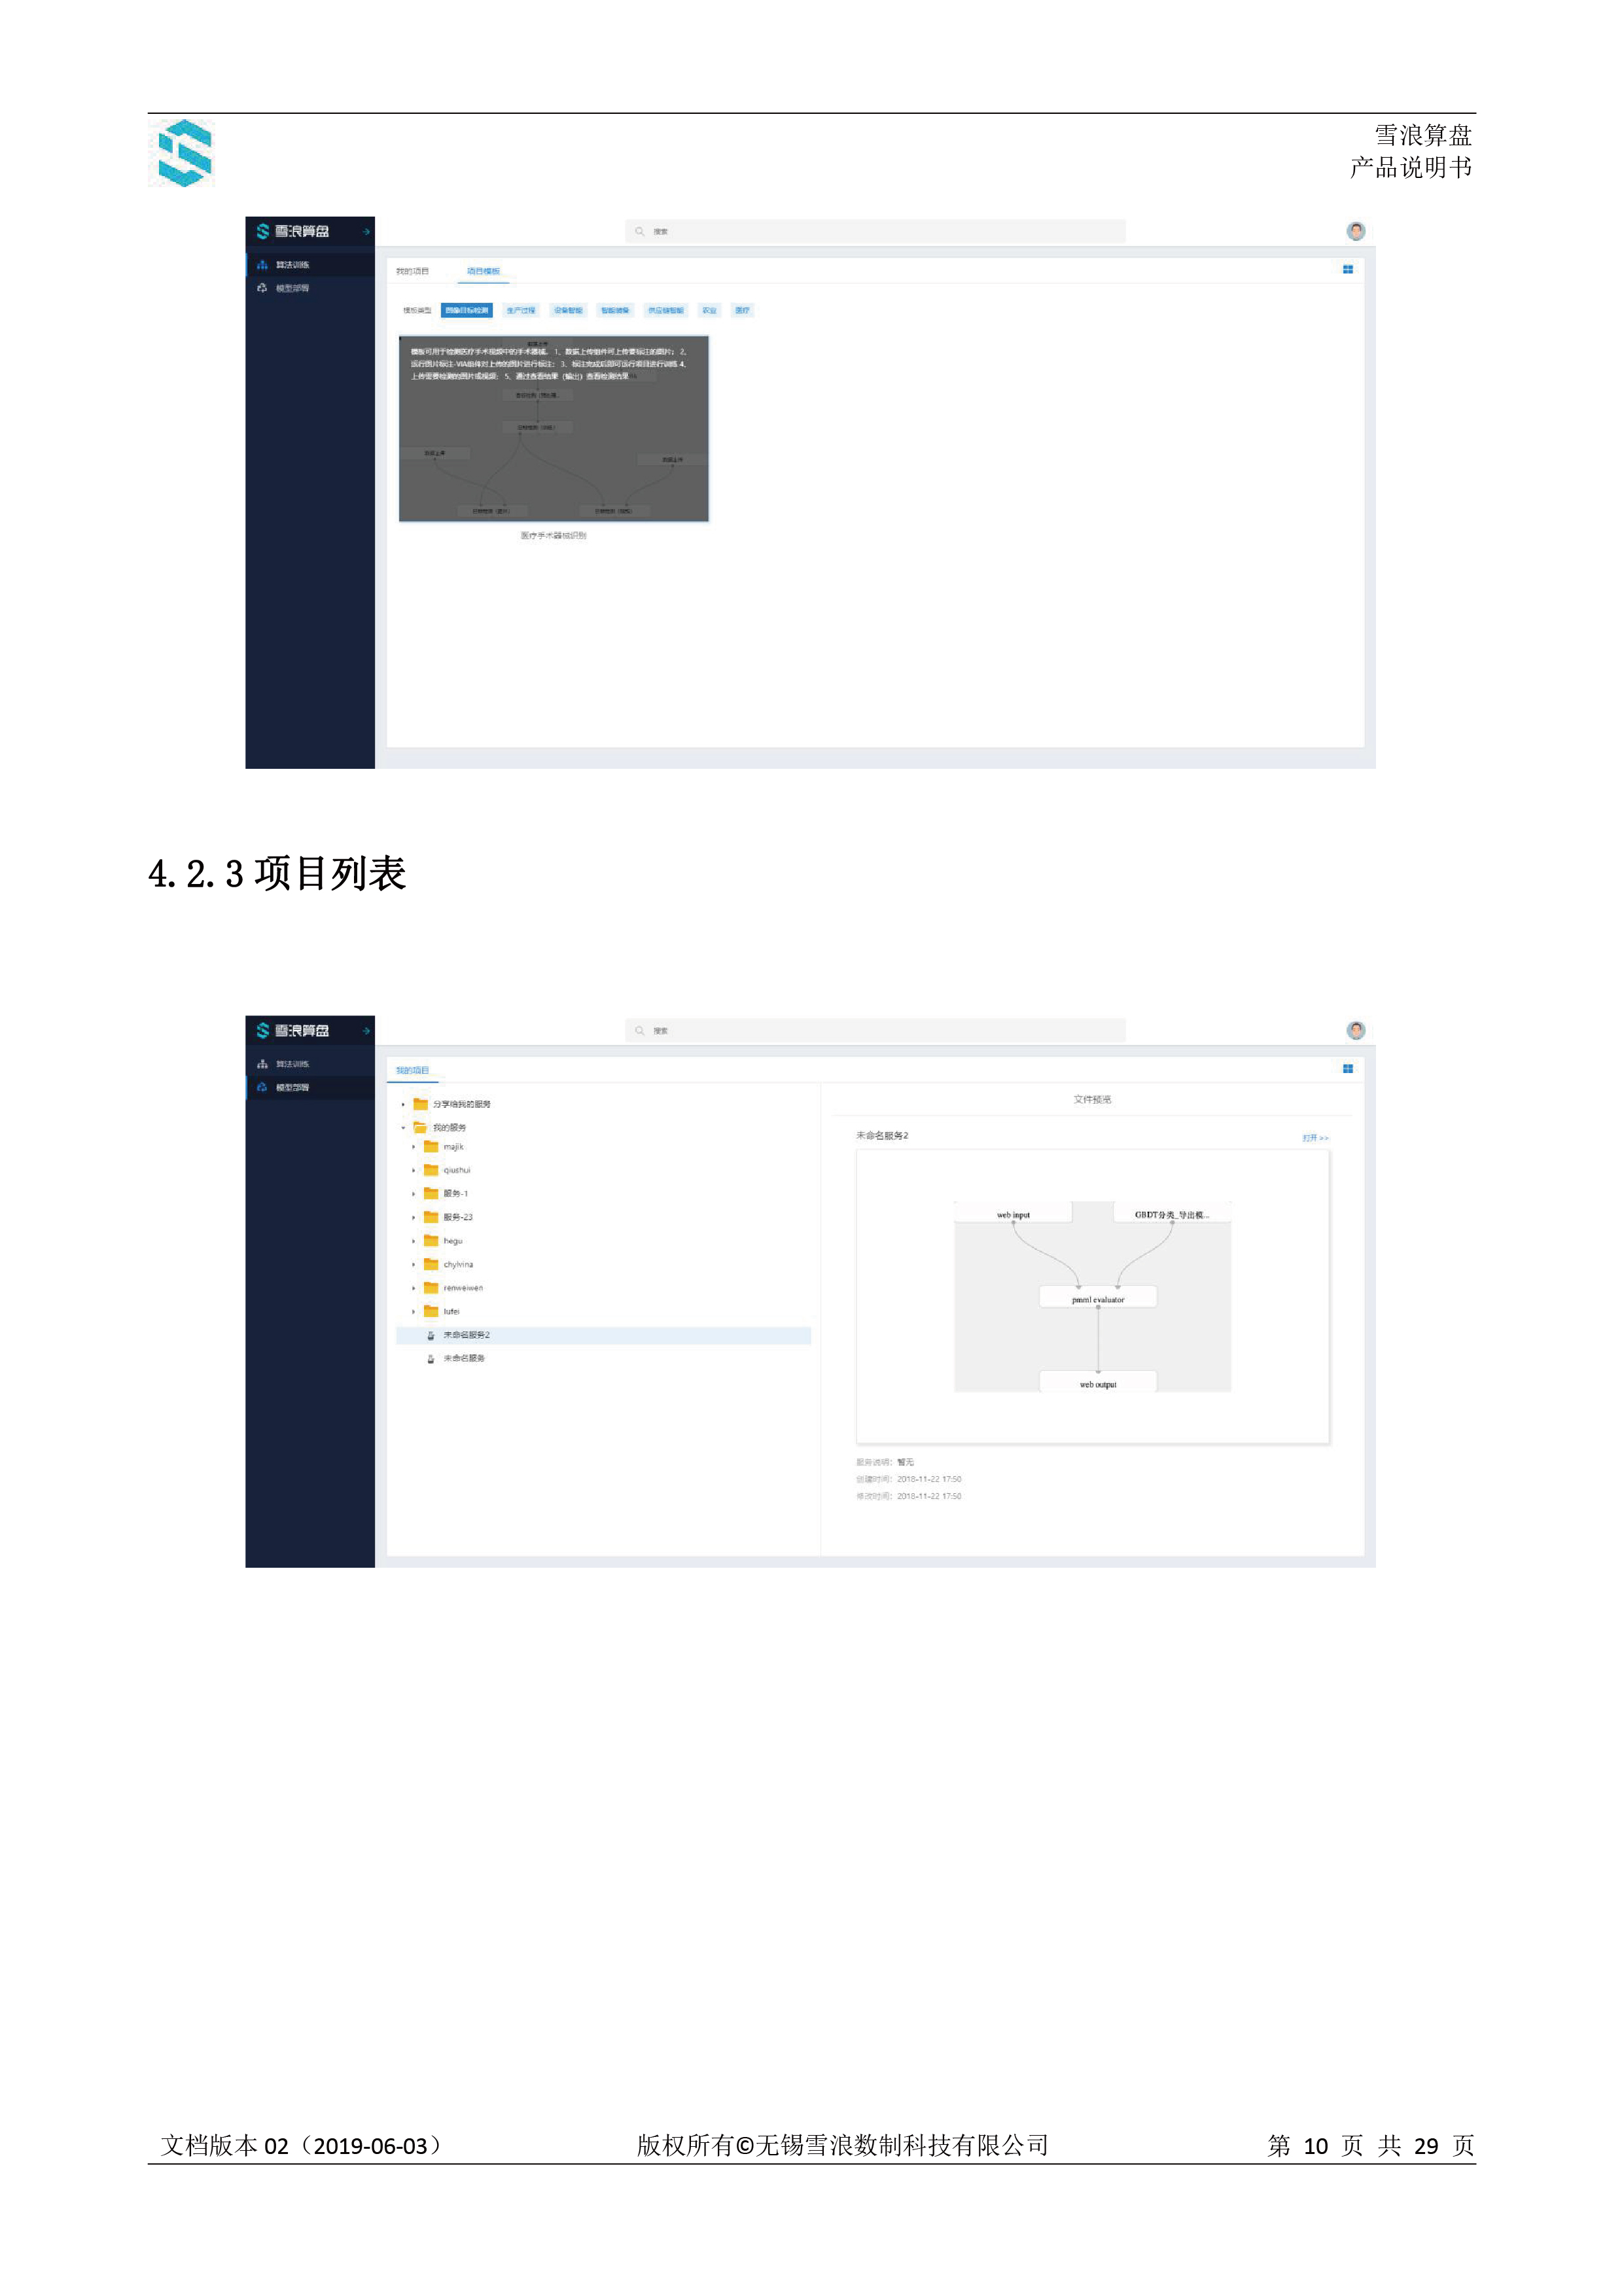 雪浪算盘
产品说明书
雪浪算盘
搜索
算法训练
模型部署
我的项目 项目模板
模板类型 图像目标检测 生产过程 设备智能 智能储备 供应链智能 农业 医疗
模板可用于检测医疗手术视频中的手术器械。 1、数据上传组件可上传要标注的图片; 2、
运行图片标注-VIA组件对上传的图片进行标注; 3、标注完成后即可运行项目进行训练 4、
上传需要检测的图片或视频; 5、通过查看结果 (输出) 查看检测结果
数据上传
数据上传
医疗手术器械识别
4.2.3 项目列表
雪浪算盘
搜索
算法训练
模型部署
我的项目
分享给我的服务
我的服务
majik
qiushui
服务-1
服务-23
hegu
chylvina
renweiwen
lufei
未命名服务2
未命名服务
文件预览
未命名服务2
打开 >>
web input
GBDT分类_导出模...
pmml evaluator
web output
服务说明: 暂无
创建时间: 2018-11-22 17:50
修改时间: 2018-11-22 17:50
文档版本 02（2019-06-03） 版权所有©无锡雪浪数制科技有限公司 第 10 页 共 29 页